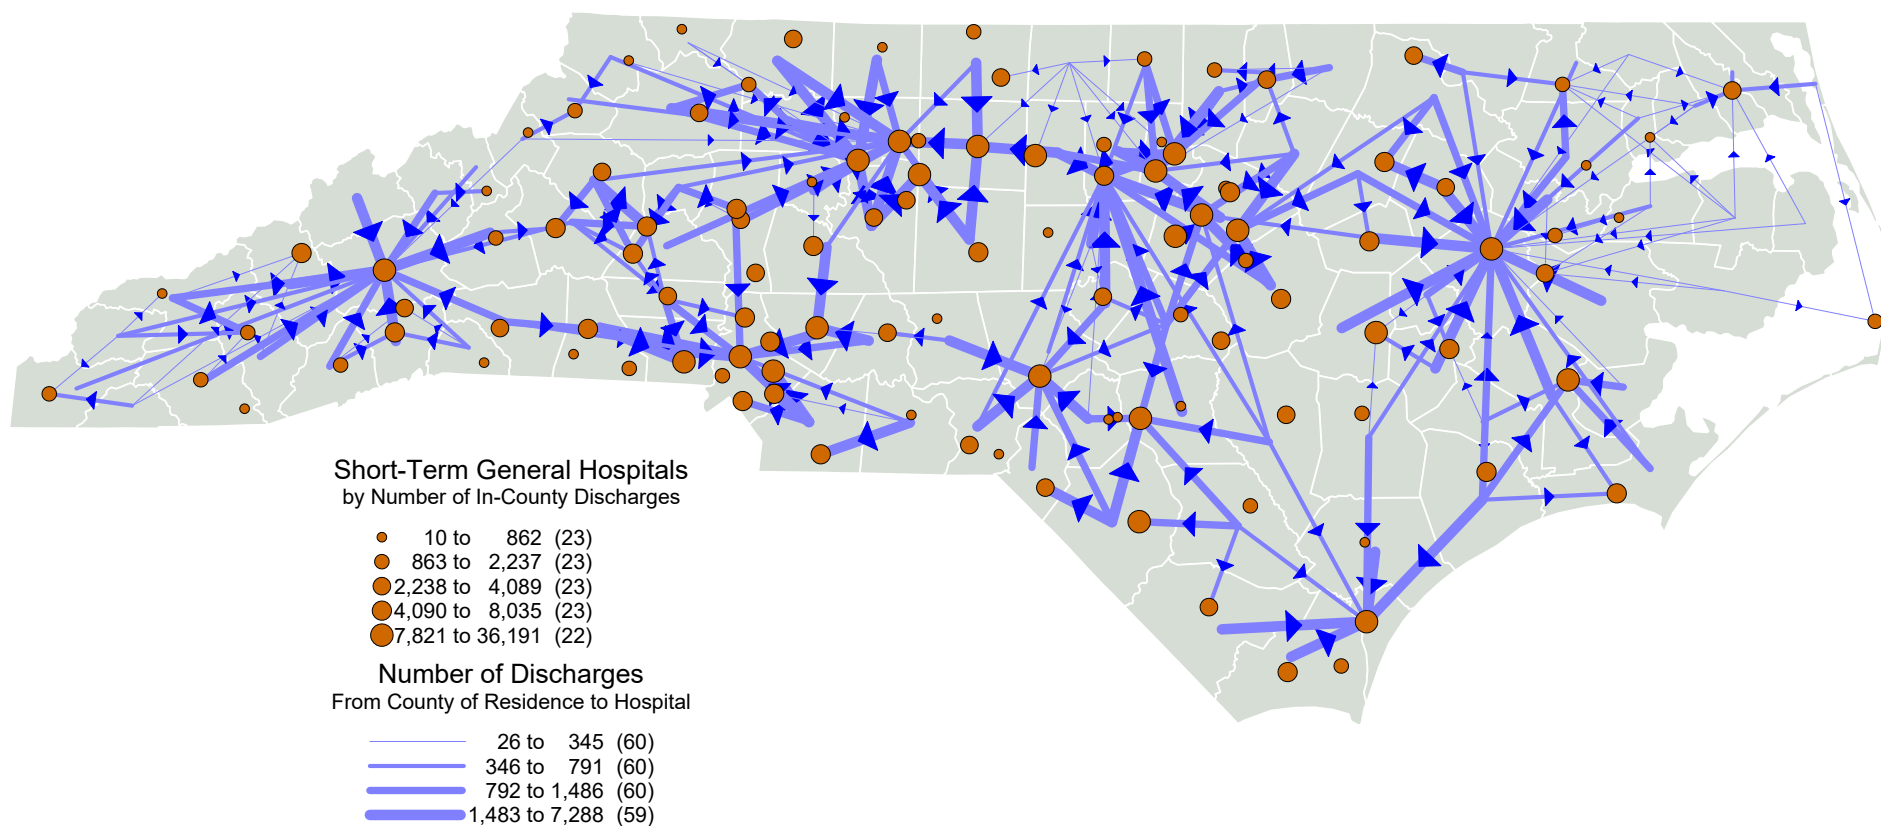 Short-Term General Hospitals
by Number of In-County Discharges
10 to 862 (23)
863 to 2,237 (23)
2,238 to 4,089 (23)
4,090 to 8,035 (23)
7,821 to 36,191 (22)
Number of Discharges
From County of Residence to Hospital
26 to 345 (60)
346 to 791 (60)
792 to 1,486 (60)
1,483 to 7,288 (59)